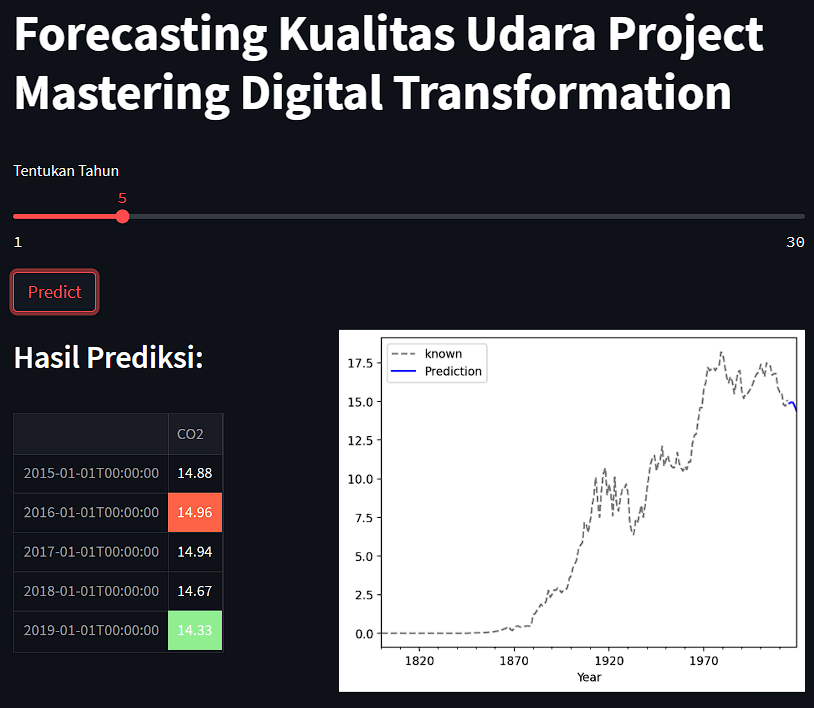 Forecasting Kualitas Udara Project
Mastering Digital Transformation
Tentukan Tahun
5
1 30
Predict
Hasil Prediksi:
CO2
2015-01-01T00:00:00 14.88
2016-01-01T00:00:00 14.96
2017-01-01T00:00:00 14.94
2018-01-01T00:00:00 14.67
2019-01-01T00:00:00 14.33
known
Prediction
17.5
15.0
12.5
10.0
7.5
5.0
2.5
0.0
1820 1870 1920 1970
Year